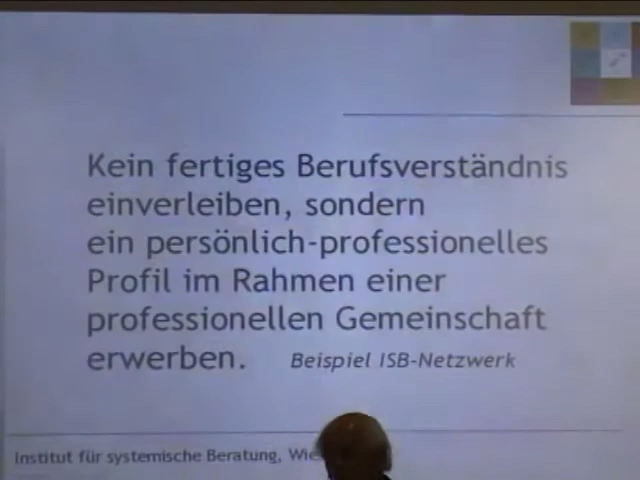 Kein fertiges Berufsverständnis
einverleiben, sondern
ein persönlich-professionelles
Profil im Rahmen einer
professionellen Gemeinschaft
erwerben. Beispiel ISB-Netzwerk
Institut für systemische Beratung,